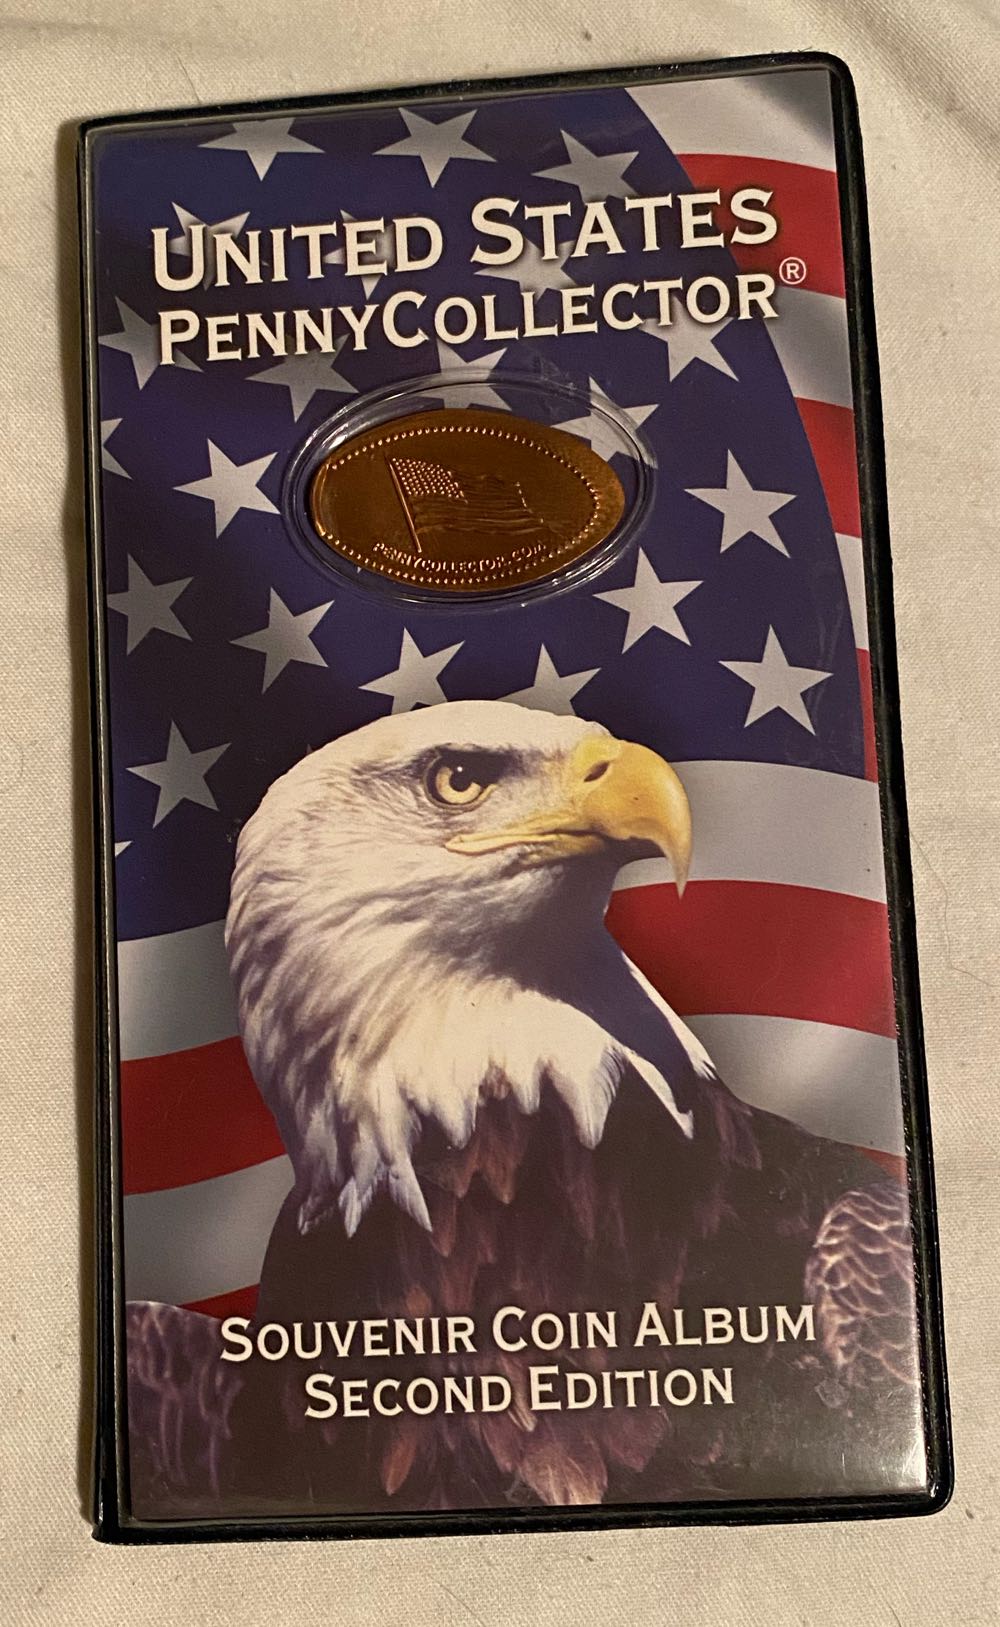 UNITED STATES
PENNYCOLLECTOR®
PENNYCOLLECTOR.COM
SOUVENIR COIN ALBUM
SECOND EDITION